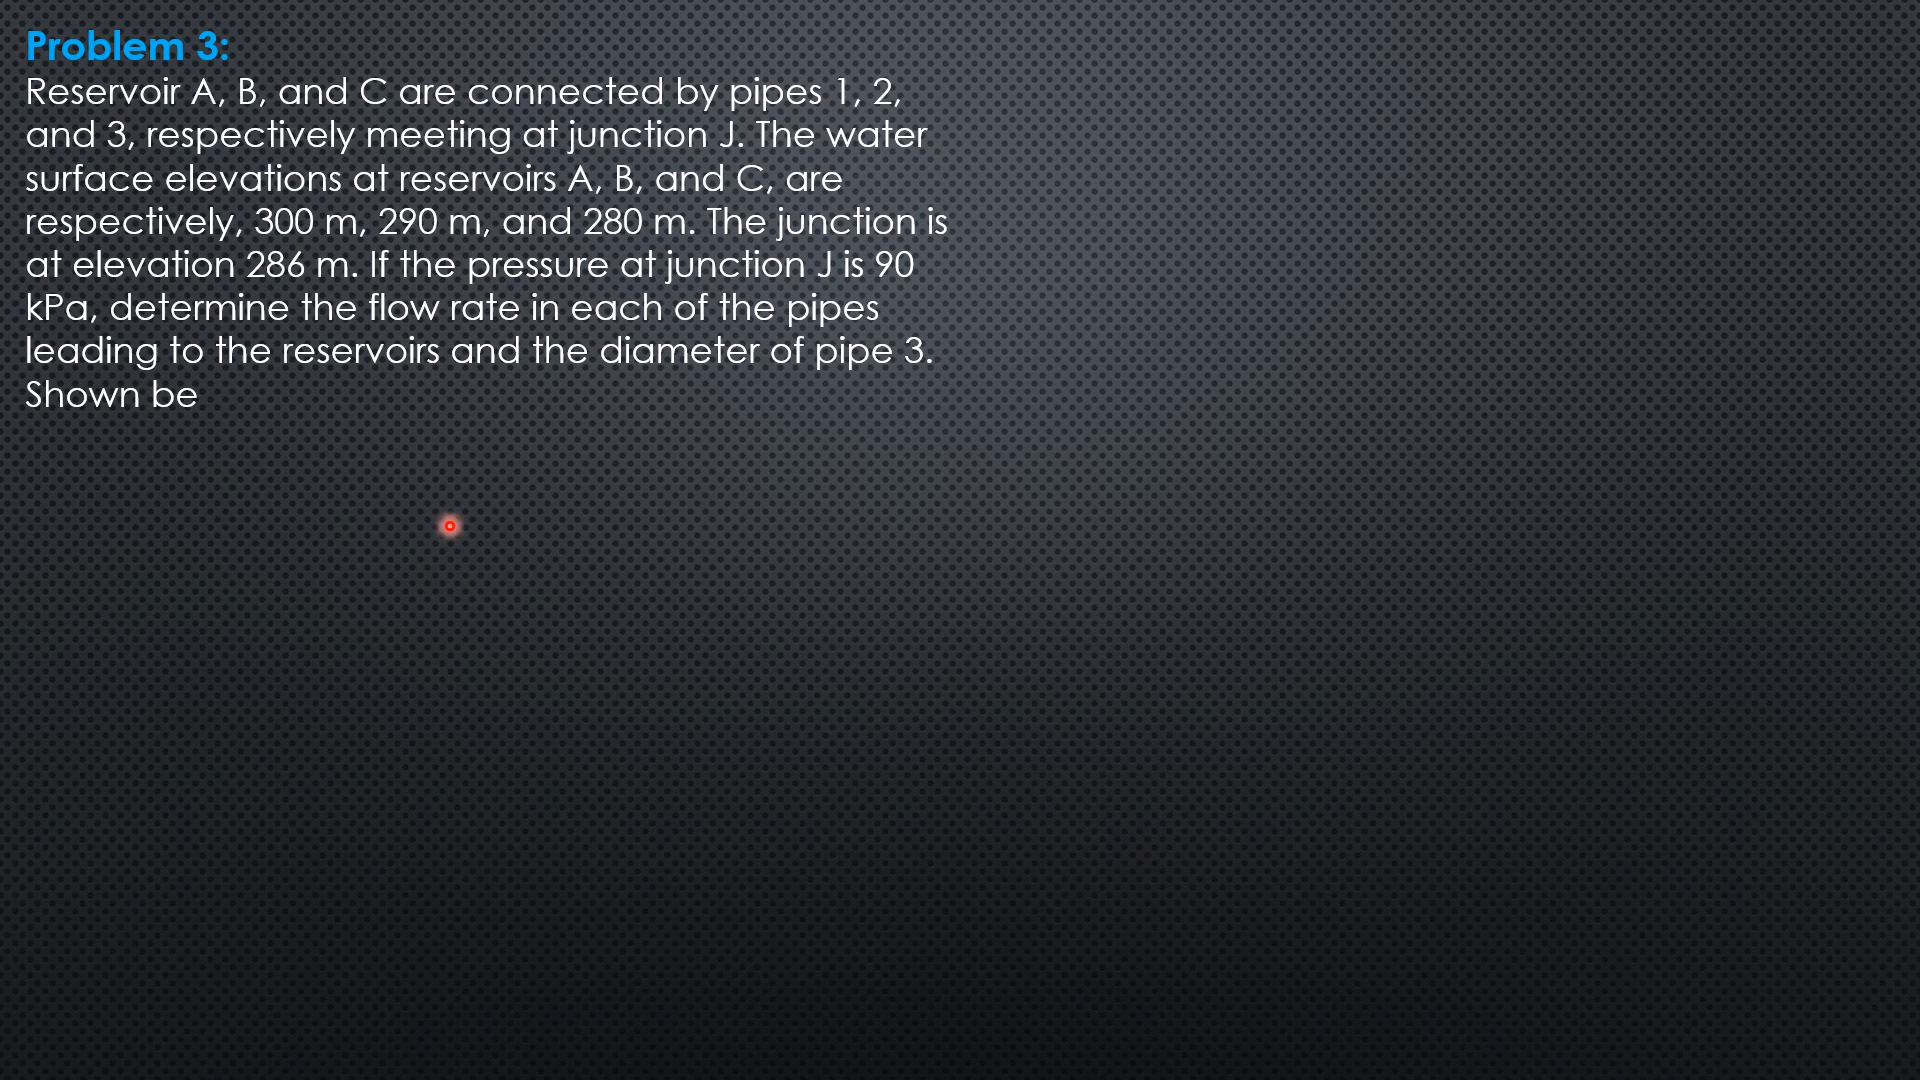 Problem 3:
Reservoir A, B, and C are connected by pipes 1, 2,
and 3, respectively meeting at junction J. The water
surface elevations at reservoirs A, B, and C, are
respectively, 300 m, 290 m, and 280 m. The junction is
at elevation 286 m. If the pressure at junction J is 90
kPa, determine the flow rate in each of the pipes
leading to the reservoirs and the diameter of pipe 3.
Shown be